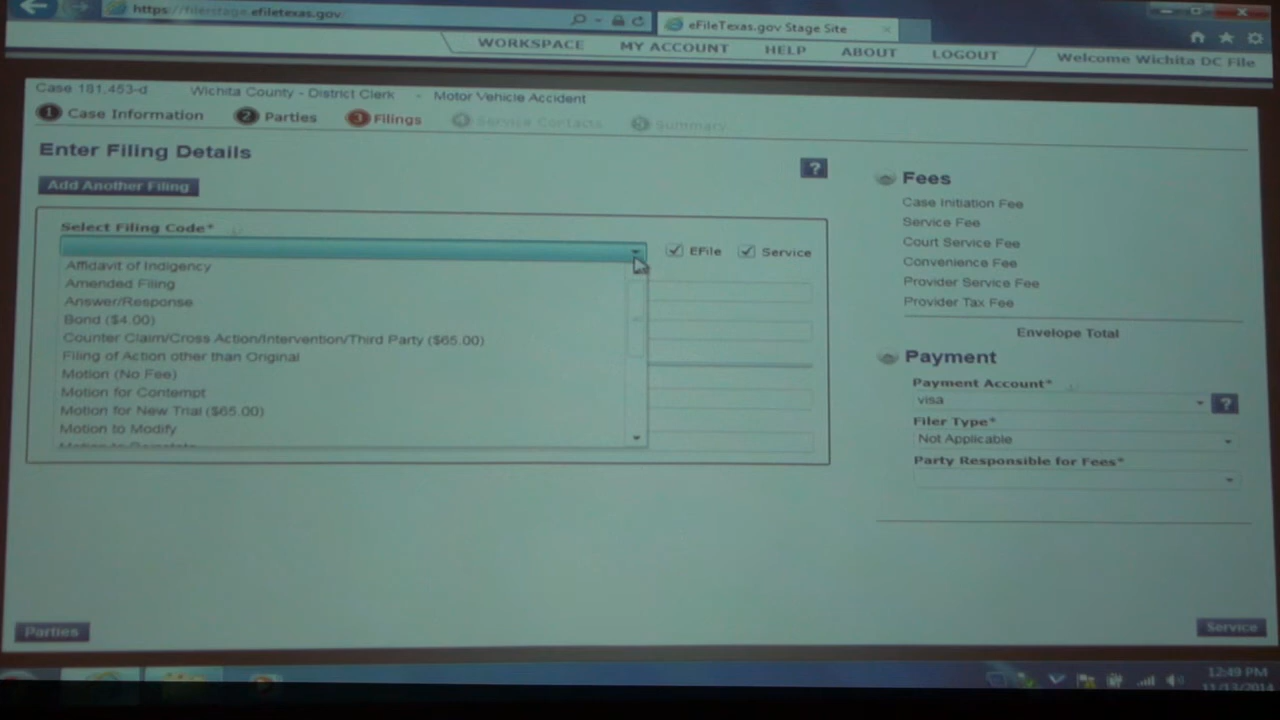 https://filerstage.efiletexas.gov/
eFileTexas.gov Stage Site
WORKSPACE MY ACCOUNT HELP ABOUT LOGOUT Welcome Wichita DC File
Case 181,453-d Wichita County - District Clerk - Motor Vehicle Accident
1 Case Information 2 Parties 3 Filings 4 Service Contacts 5 Summary
Enter Filing Details
?
Add Another Filing
Select Filing Code*
EFile Service
Affidavit of Indigency
Amended Filing
Answer/Response
Bond ($4.00)
Counter Claim/Cross Action/Intervention/Third Party ($65.00)
Filing of Action other than Original
Motion (No Fee)
Motion for Contempt
Motion for New Trial ($65.00)
Motion to Modify
Motion to Reinstate
Fees
Case Initiation Fee
Service Fee
Court Service Fee
Convenience Fee
Provider Service Fee
Provider Tax Fee
Envelope Total
Payment
Payment Account*
visa ?
Filer Type*
Not Applicable
Party Responsible for Fees*
Parties
Service
12:49 PM
11/13/2014